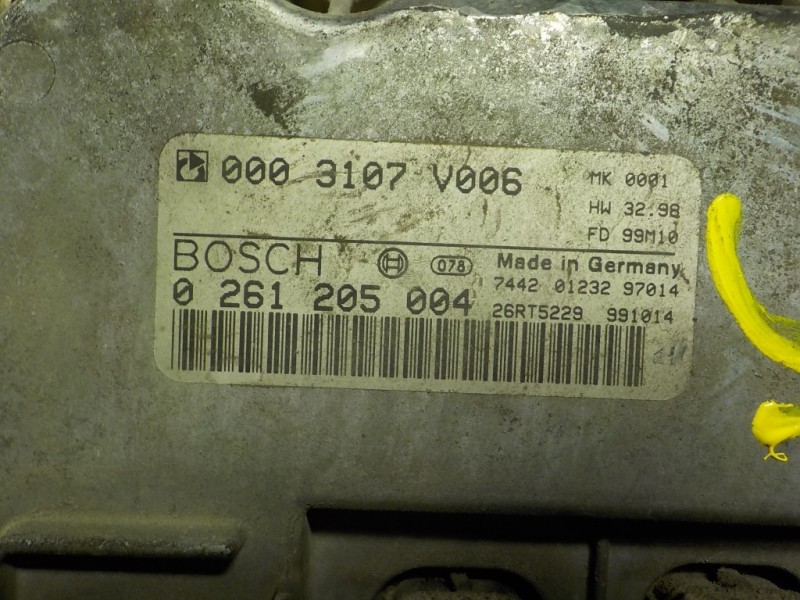 000 3107 V006
MK 0001
HW 32.98
FD 99M10
BOSCH 078 Made in Germany
7442 01232 97014
0 261 205 004
26RT5229 991014